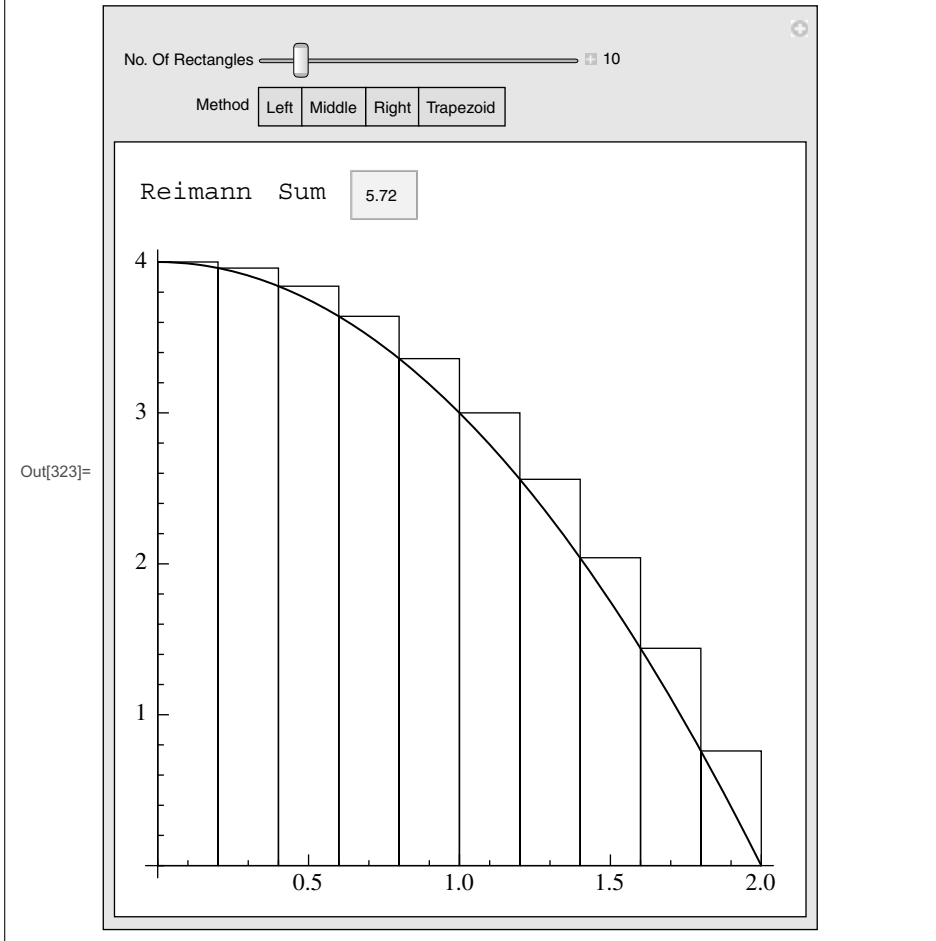 No. Of Rectangles 10
Method Left Middle Right Trapezoid
Reimann Sum 5.72
4
3
Out[323]=
2
1
0.5 1.0 1.5 2.0